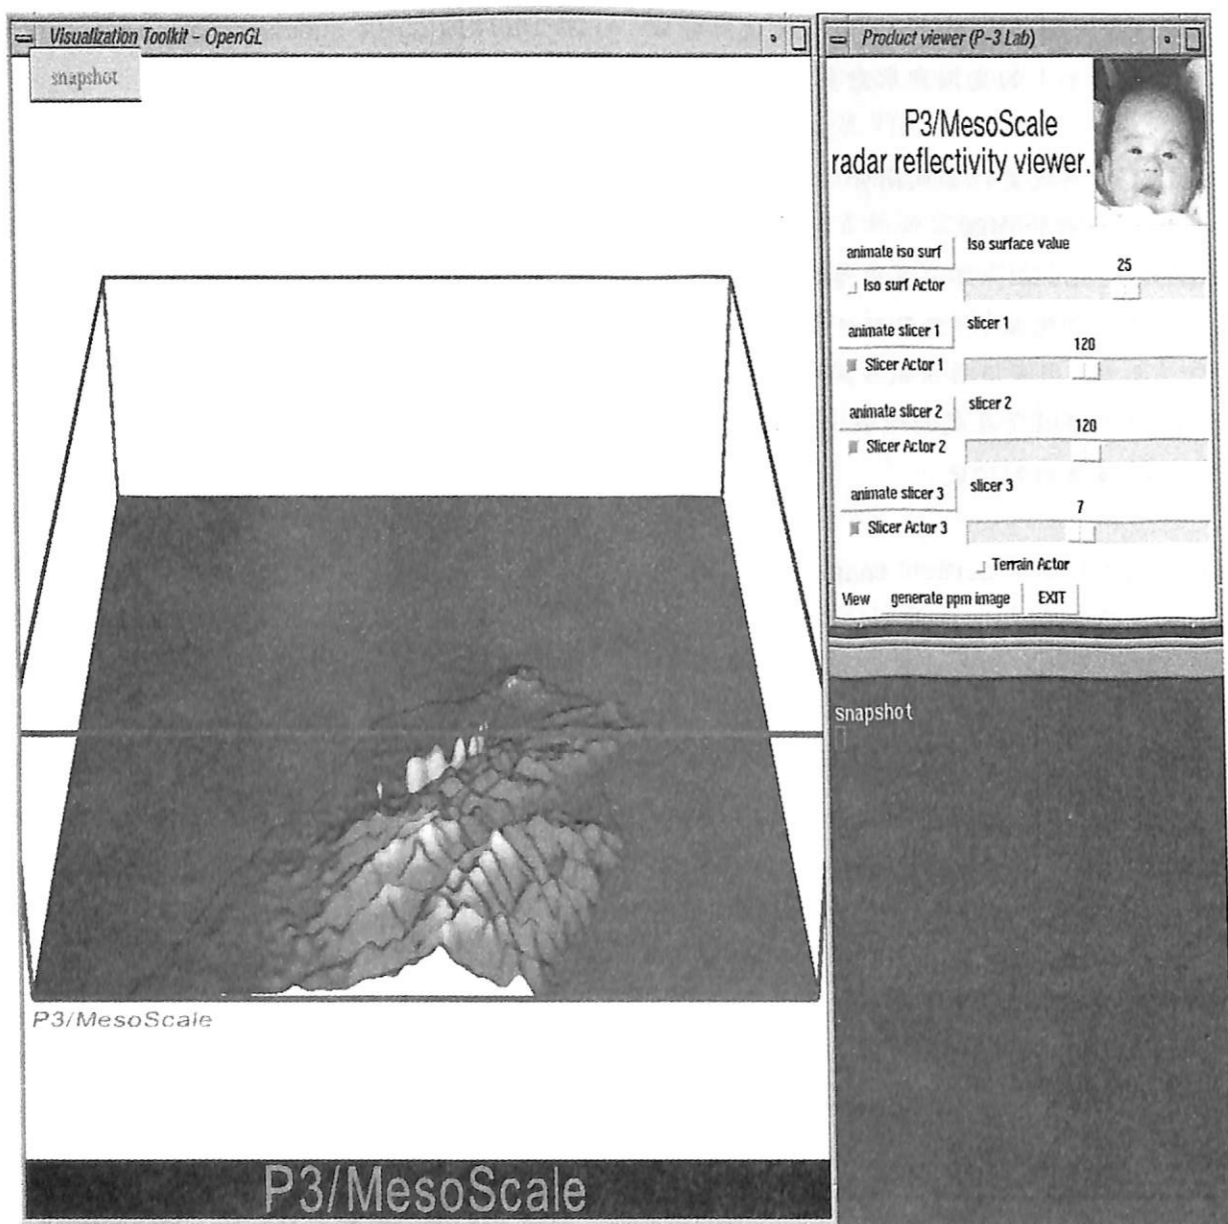 Visualization Toolkit - OpenGL
snapshot
P3/MesoScale
P3/MesoScale
Product viewer (P-3 Lab)
P3/MesoScale
radar reflectivity viewer.
animate iso surf
Iso surface value
25
Iso surf Actor
animate slicer 1
slicer 1
120
Slicer Actor 1
animate slicer 2
slicer 2
120
Slicer Actor 2
animate slicer 3
slicer 3
7
Slicer Actor 3
Terrain Actor
View generate ppm image EXIT
snapshot